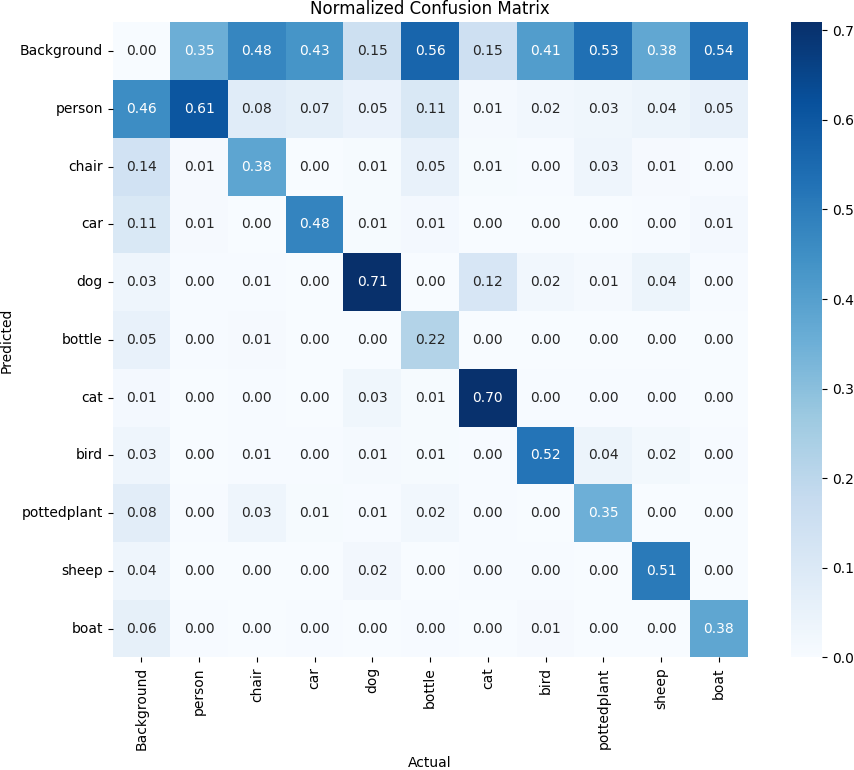 Normalized Confusion Matrix
Background 0.00 0.35 0.48 0.43 0.15 0.56 0.15 0.41 0.53 0.38 0.54
person 0.46 0.61 0.08 0.07 0.05 0.11 0.01 0.02 0.03 0.04 0.05
chair 0.14 0.01 0.38 0.00 0.01 0.05 0.01 0.00 0.03 0.01 0.00
car 0.11 0.01 0.00 0.48 0.01 0.01 0.00 0.00 0.00 0.00 0.01
dog 0.03 0.00 0.01 0.00 0.71 0.00 0.12 0.02 0.01 0.04 0.00
bottle 0.05 0.00 0.01 0.00 0.00 0.22 0.00 0.00 0.00 0.00 0.00
cat 0.01 0.00 0.00 0.00 0.03 0.01 0.70 0.00 0.00 0.00 0.00
bird 0.03 0.00 0.01 0.00 0.01 0.01 0.00 0.52 0.04 0.02 0.00
pottedplant 0.08 0.00 0.03 0.01 0.01 0.02 0.00 0.00 0.35 0.00 0.00
sheep 0.04 0.00 0.00 0.00 0.02 0.00 0.00 0.00 0.00 0.51 0.00
boat 0.06 0.00 0.00 0.00 0.00 0.00 0.00 0.01 0.00 0.00 0.38
Predicted
Background person chair car dog bottle cat bird pottedplant sheep boat
Actual
0.7
0.6
0.5
0.4
0.3
0.2
0.1
0.0